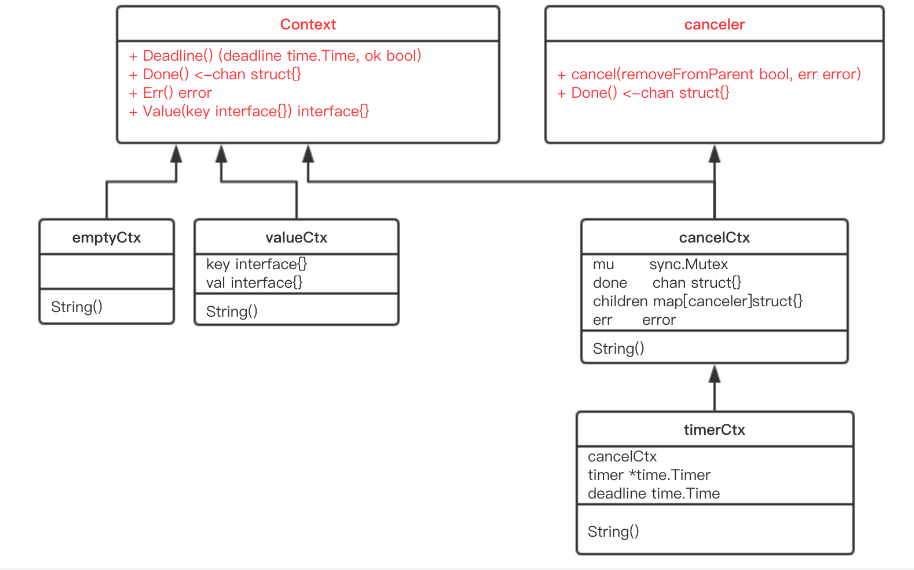 Context
+ Deadline() (deadline time.Time, ok bool)
+ Done() <-chan struct{}
+ Err() error
+ Value(key interface{}) interface{}
canceler
+ cancel(removeFromParent bool, err error)
+ Done() <-chan struct{}
emptyCtx
String()
valueCtx
key interface{}
val interface{}
String()
cancelCtx
mu sync.Mutex
done chan struct{}
children map[canceler]struct{}
err error
String()
timerCtx
cancelCtx
timer *time.Timer
deadline time.Time
String()